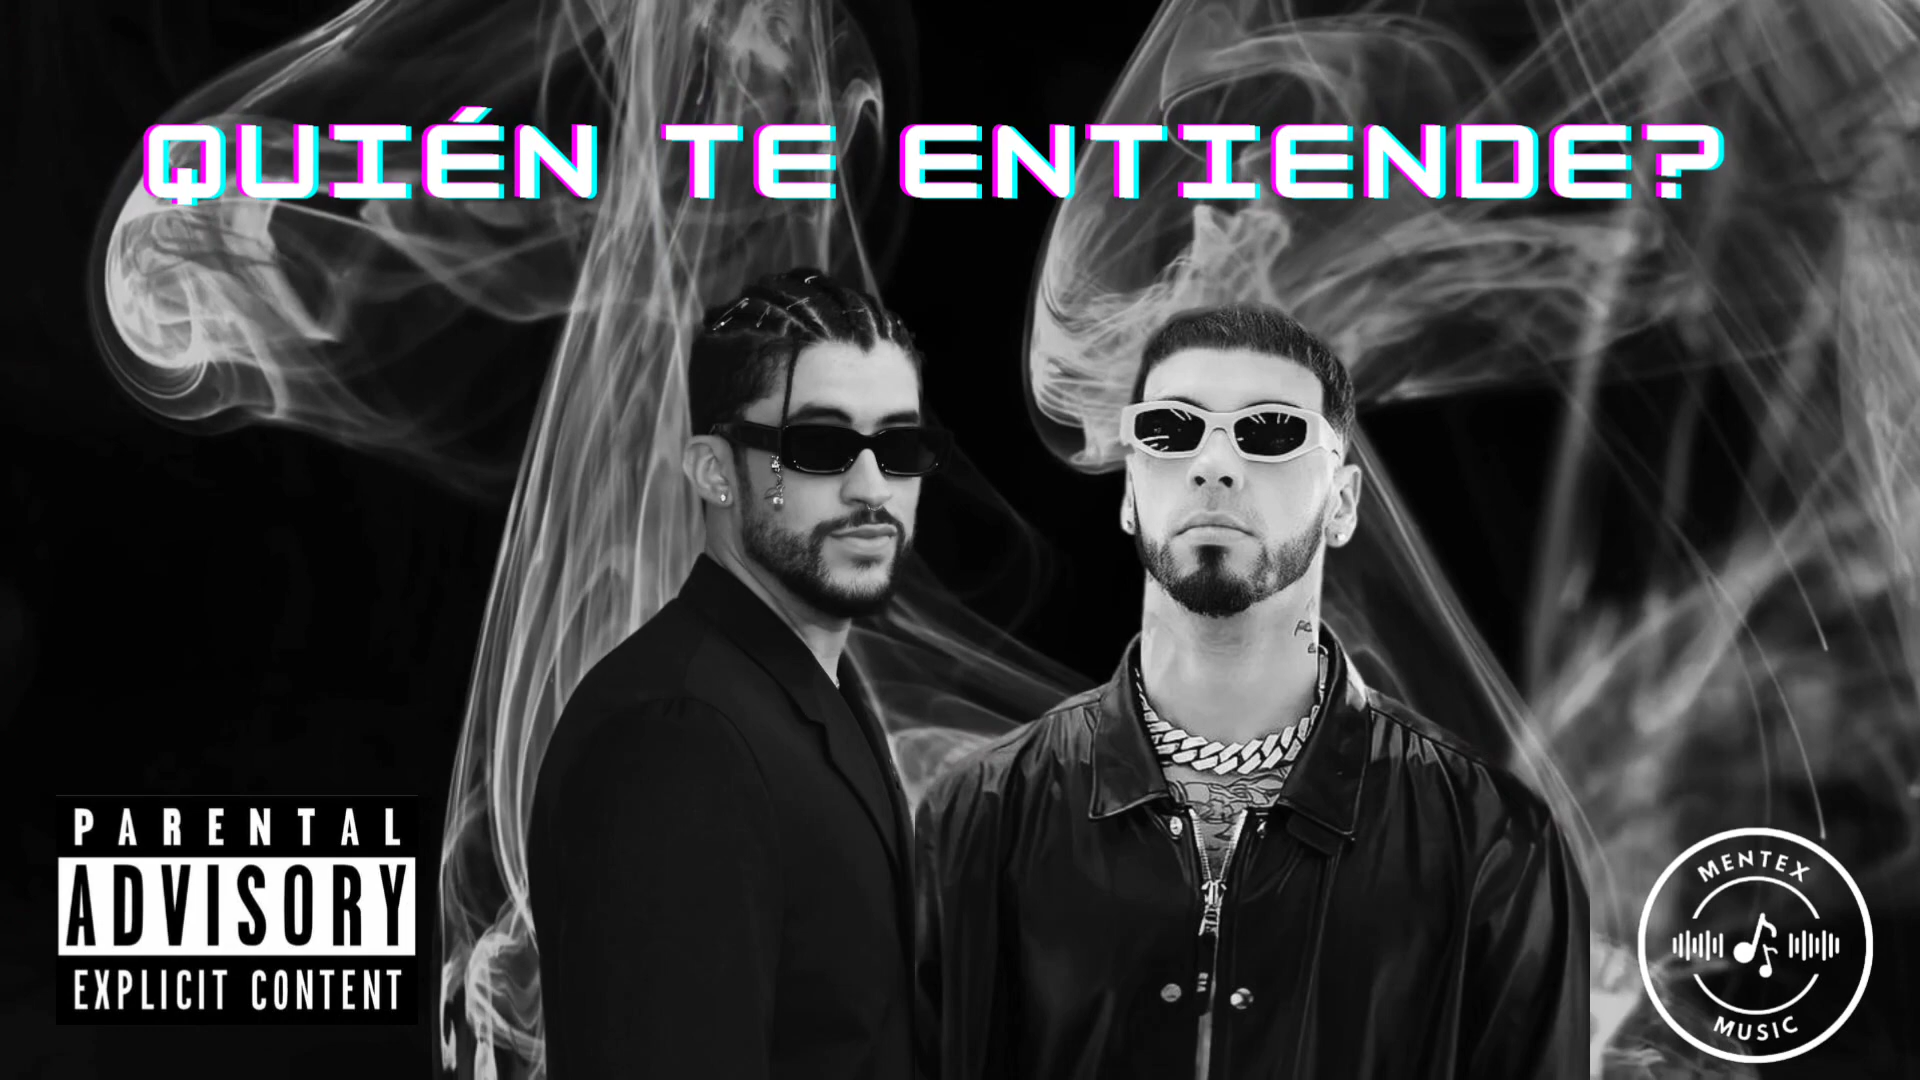 QUIÉN TE ENTIENDE?
PARENTAL
ADVISORY
EXPLICIT CONTENT
MENTEX
MUSIC